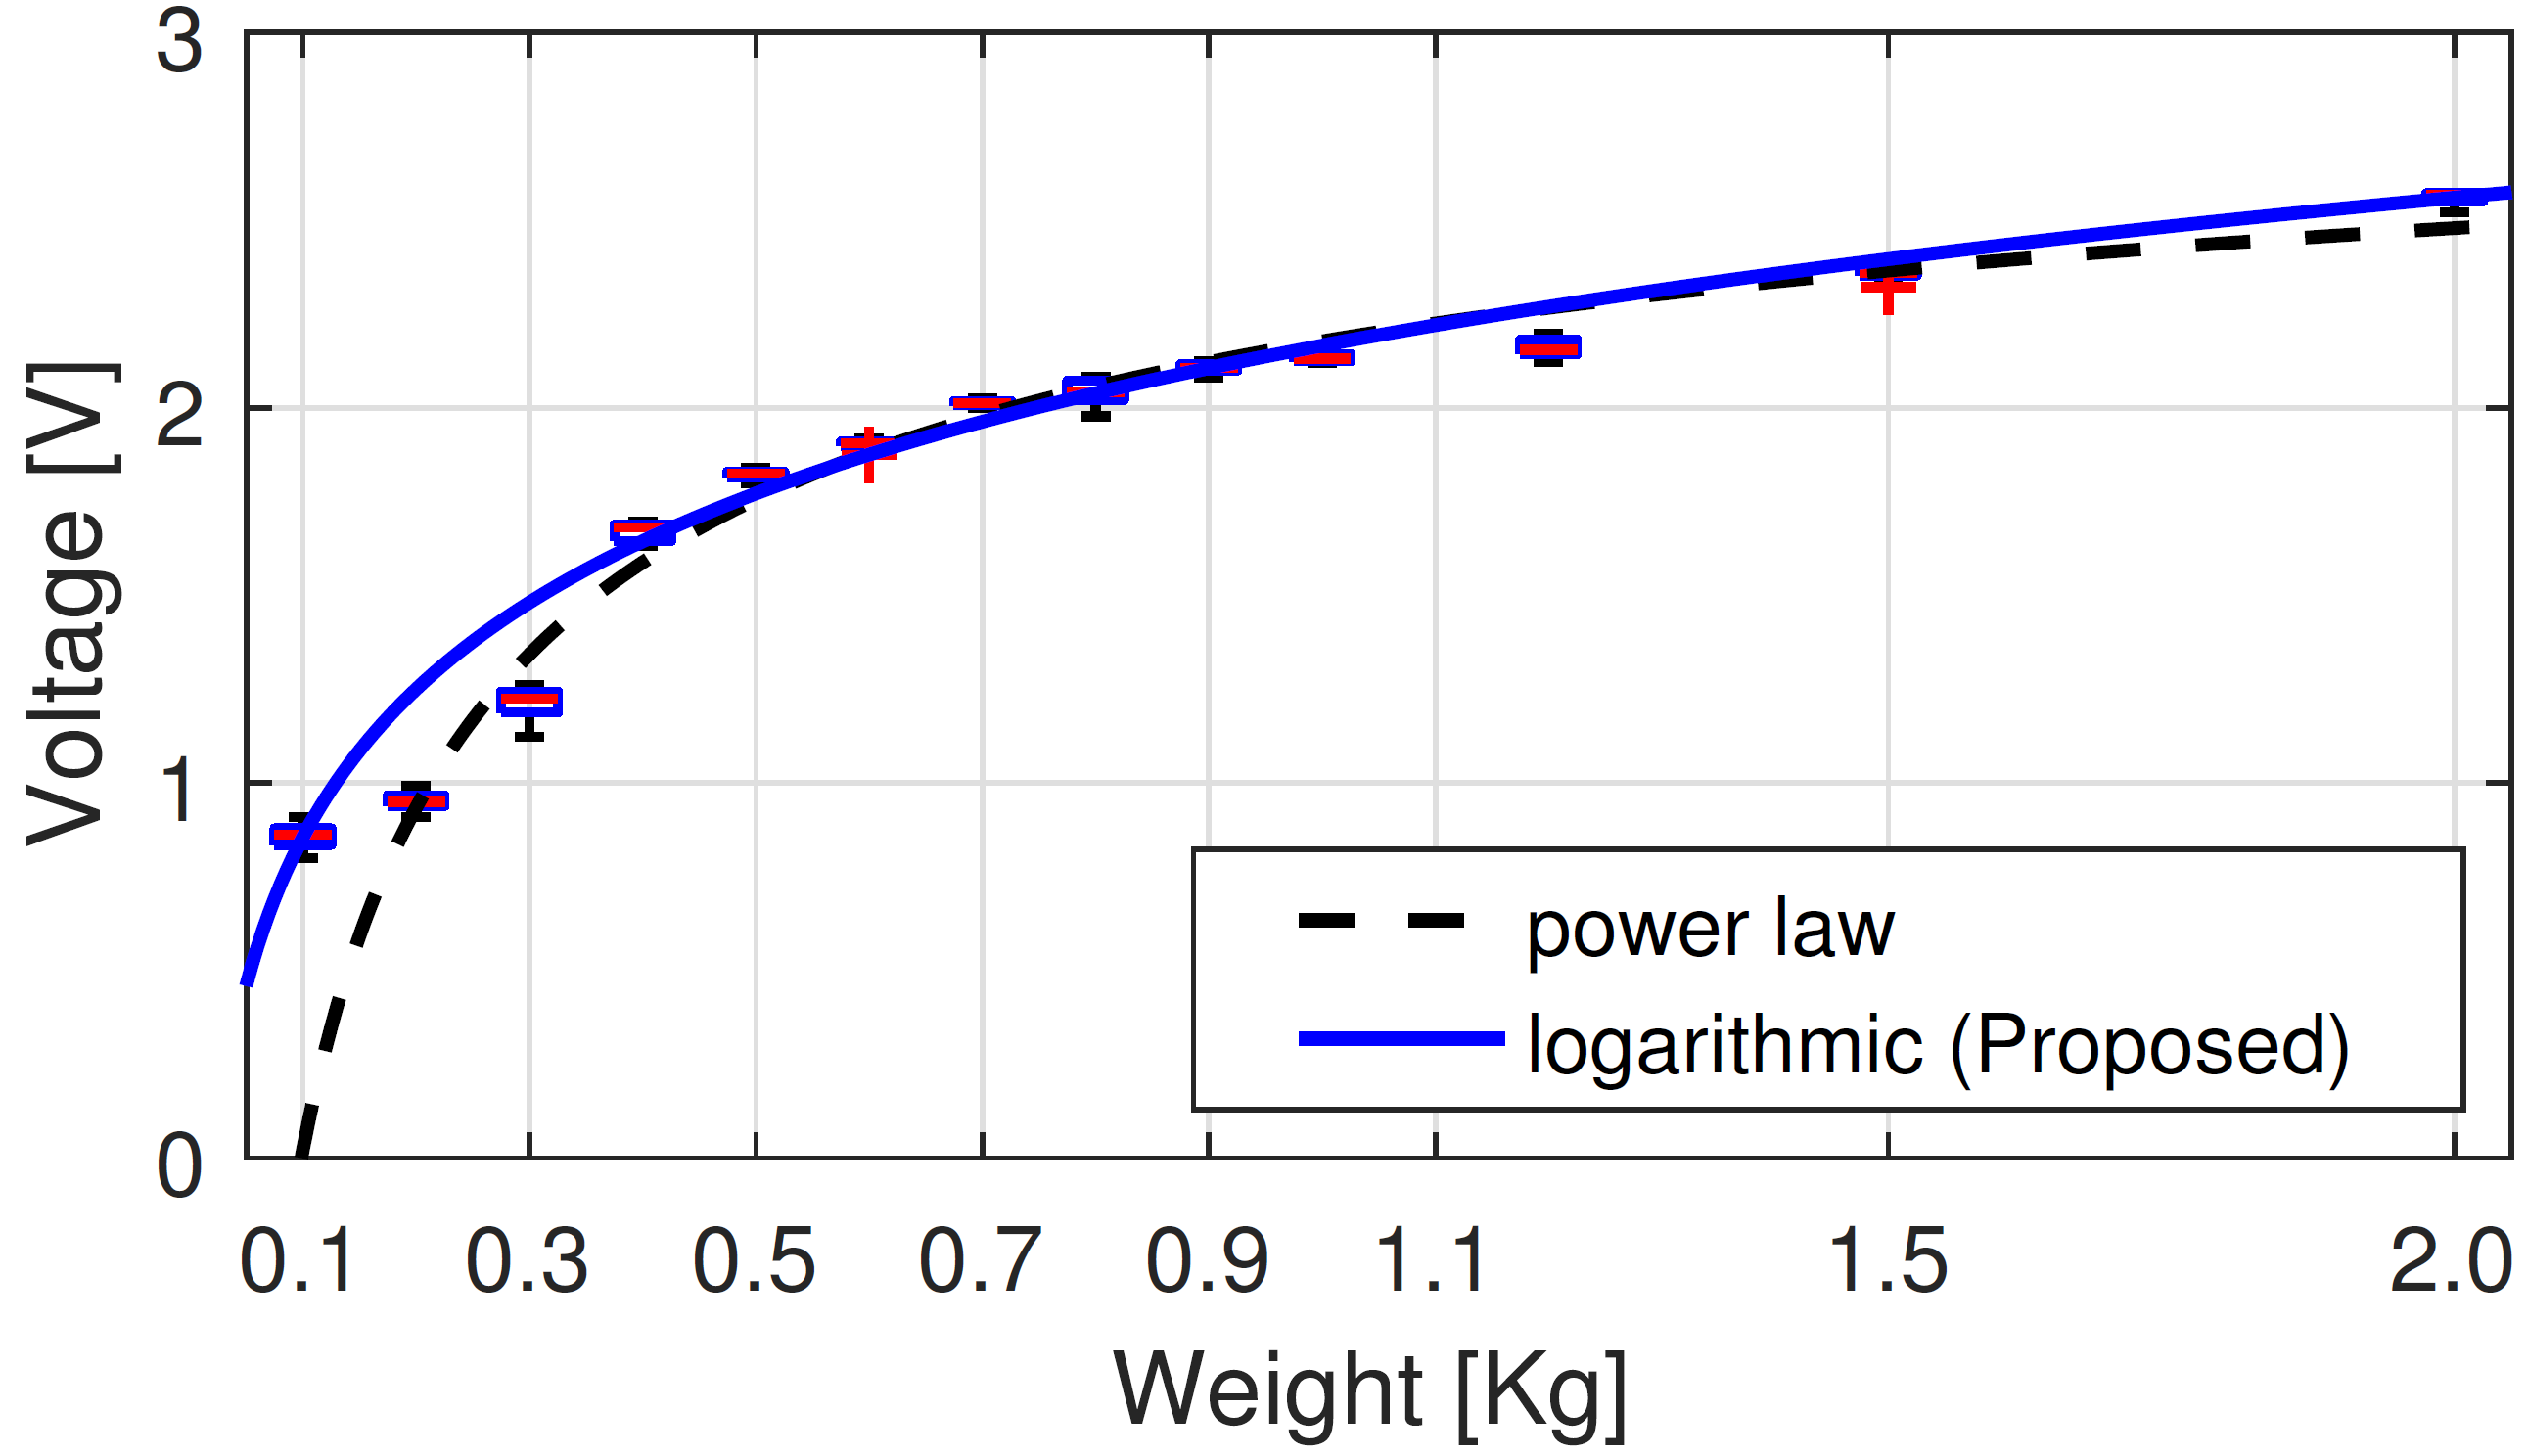 3
2
1
0
Voltage [V]
power law
logarithmic (Proposed)
0.1 0.3 0.5 0.7 0.9 1.1 1.5 2.0
Weight [Kg]